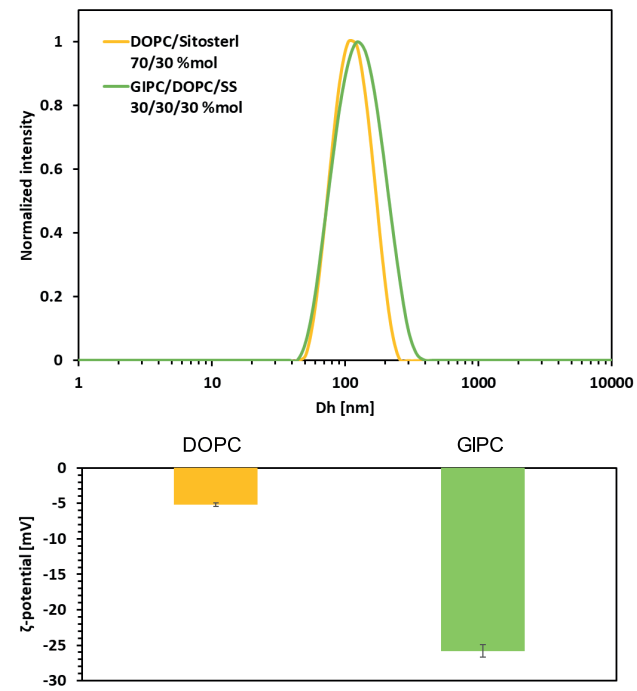 DOPC/Sitosterl
70/30 %mol
GIPC/DOPC/SS
30/30/30 %mol
Normalized intensity
1
0.8
0.6
0.4
0.2
0
1 10 100 1000 10000
Dh [nm]
DOPC GIPC
ζ-potential [mV]
0
-5
-10
-15
-20
-25
-30